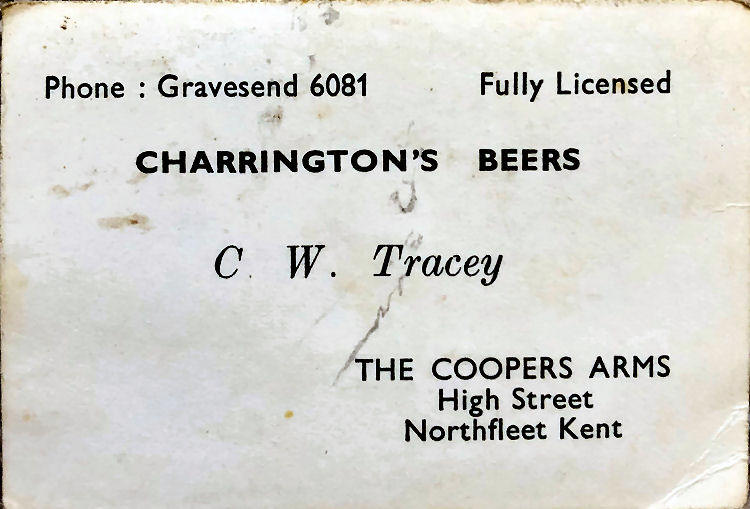 Phone : Gravesend 6081 Fully Licensed
CHARRINGTON'S BEERS
C. W. Tracey
THE COOPERS ARMS
High Street
Northfleet Kent